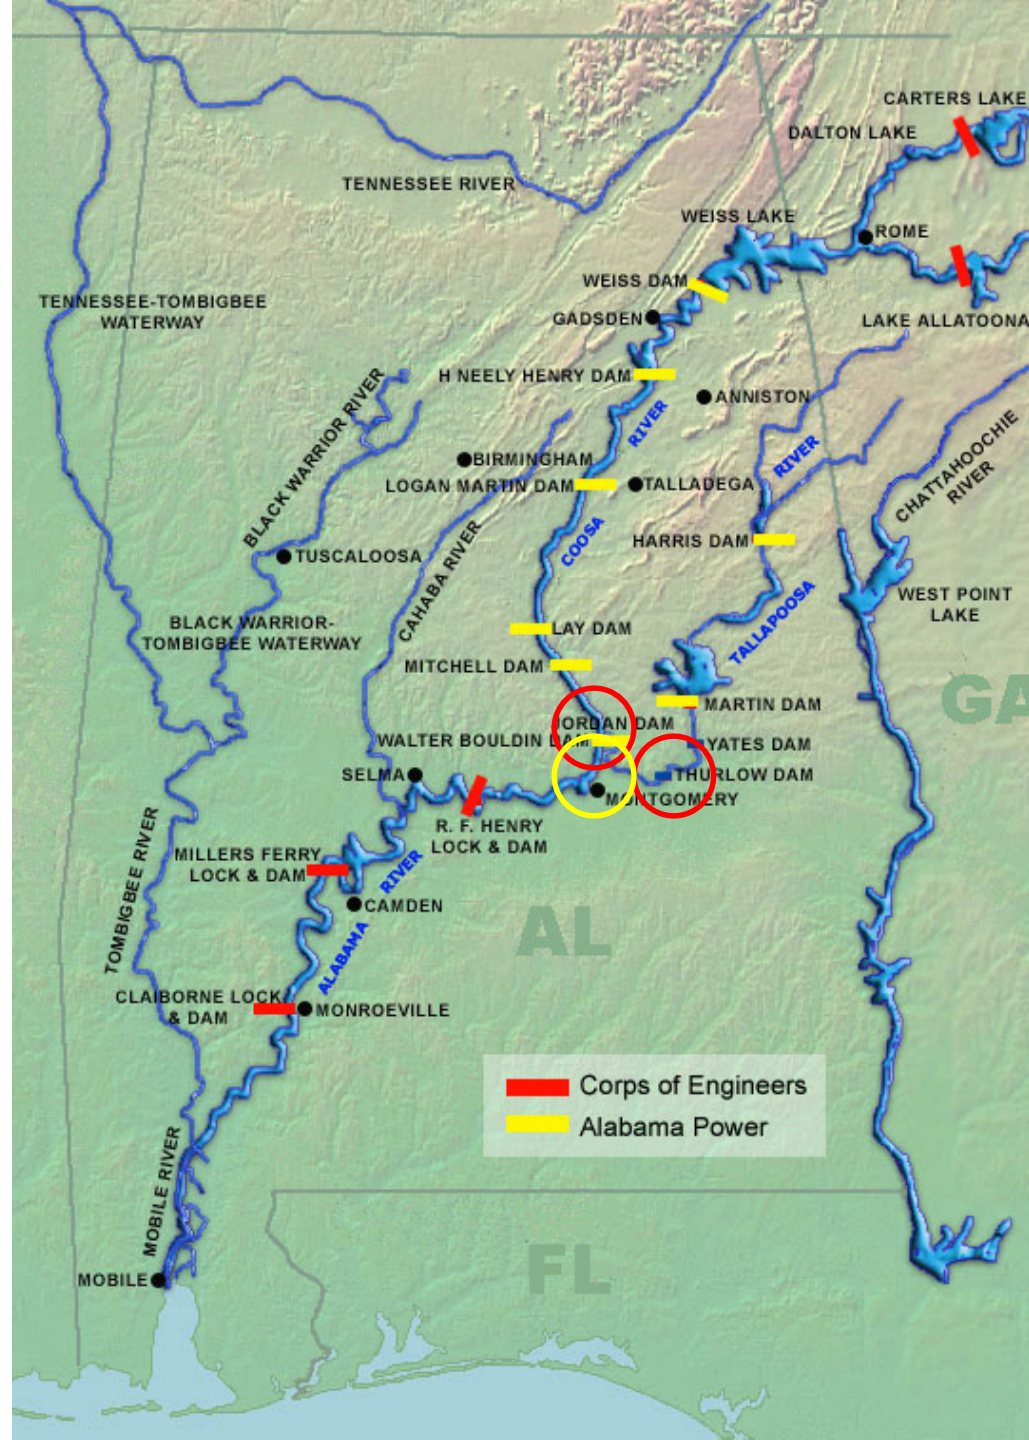 CARTERS LAKE
DALTON LAKE
TENNESSEE RIVER
WEISS LAKE
ROME
WEISS DAM
TENNESSEE-TOMBIGBEE
WATERWAY
GADSDEN
LAKE ALLATOONA
H NEELY HENRY DAM
ANNISTON
RIVER
BLACK WARRIOR RIVER
RIVER
CHATTAHOOCHIE
RIVER
BIRMINGHAM
LOGAN MARTIN DAM
TALLADEGA
COOSA
HARRIS DAM
TUSCALOOSA
CAHABA RIVER
WEST POINT
LAKE
BLACK WARRIOR-
TOMBIGBEE WATERWAY
LAY DAM
TALLAPOOSA
MITCHELL DAM
GA
MARTIN DAM
JORDAN DAM
WALTER BOULDIN DAM
YATES DAM
SELMA
THURLOW DAM
MONTGOMERY
R. F. HENRY
LOCK & DAM
MILLERS FERRY
LOCK & DAM
RIVER
TOMBIGBEE RIVER
CAMDEN
AL
ALABAMA
CLAIBORNE LOCK
& DAM
MONROEVILLE
Corps of Engineers
Alabama Power
MOBILE RIVER
FL
MOBILE